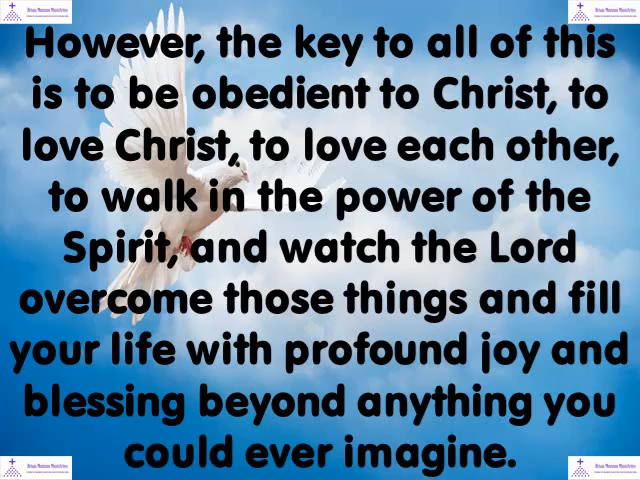 However, the key to all of this
is to be obedient to Christ, to
love Christ, to love each other,
to walk in the power of the
Spirit, and watch the Lord
overcome those things and fill
your life with profound joy and
blessing beyond anything you
could ever imagine.